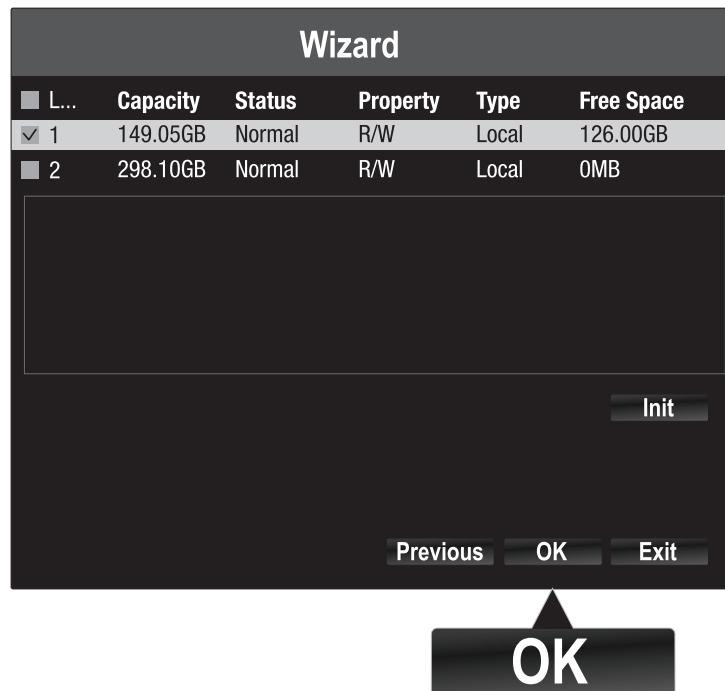 Wizard
L... Capacity Status Property Type Free Space
1 149.05GB Normal R/W Local 126.00GB
2 298.10GB Normal R/W Local 0MB
Init
Previous OK Exit
OK